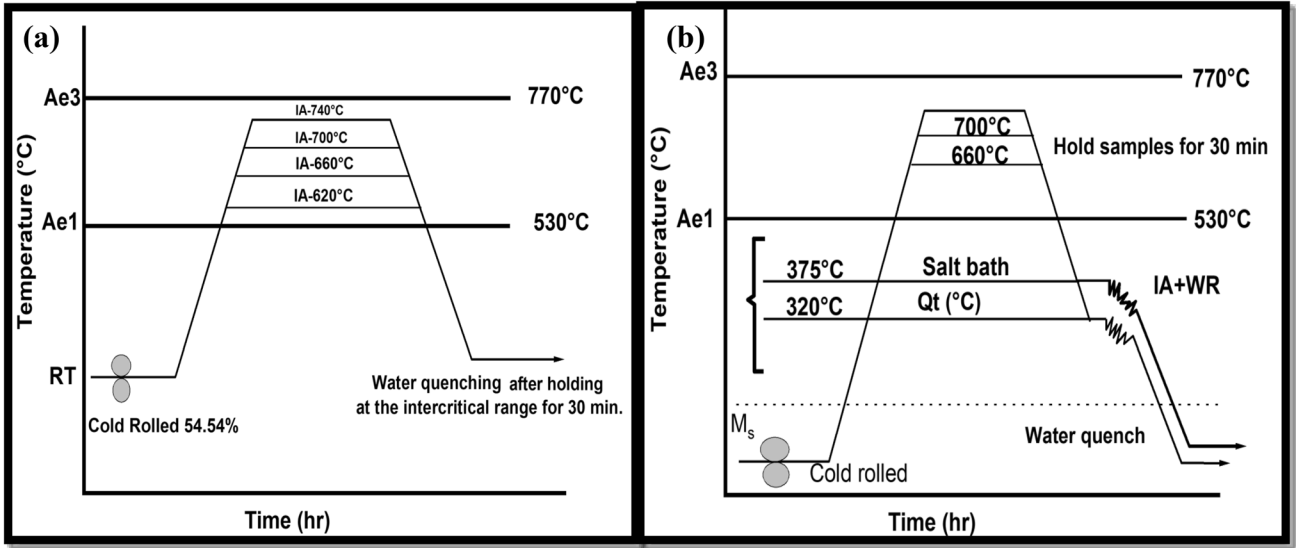 (a)
Ae3
770°C
IA-740°C
IA-700°C
IA-660°C
IA-620°C
Ae1
530°C
Temperature (°C)
RT
Water quenching after holding
at the intercritical range for 30 min.
Cold Rolled 54.54%
Time (hr)
(b)
Ae3
770°C
700°C
Hold samples for 30 min
660°C
Ae1
530°C
Temperature (°C)
375°C Salt bath
IA+WR
320°C Qt (°C)
Ms
Water quench
Cold rolled
Time (hr)